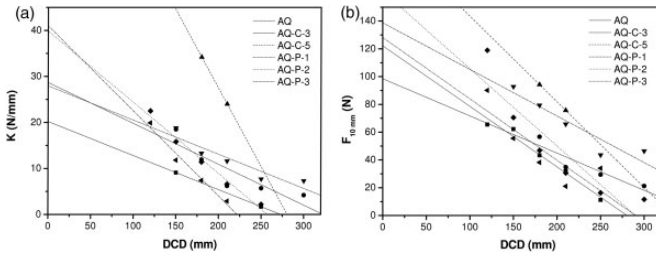 (a)
AQ
AQ-C-3
AQ-C-5
AQ-P-1
AQ-P-2
AQ-P-3
K (N/mm)
40
30
20
10
0
0 50 100 150 200 250 300
DCD (mm)
(b)
AQ
AQ-C-3
AQ-C-5
AQ-P-1
AQ-P-2
AQ-P-3
F10 mm (N)
140
120
100
80
60
40
20
0
0 50 100 150 200 250 300
DCD (mm)